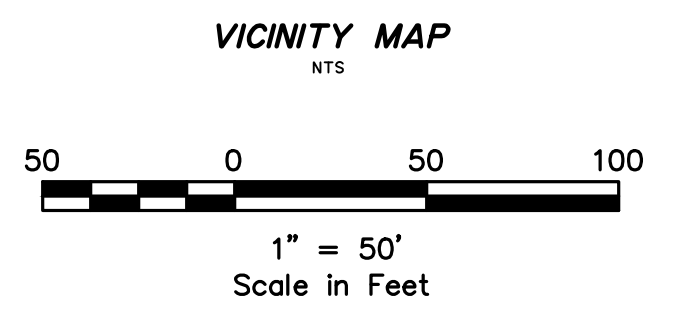 VICINITY MAP
NTS
50 0 50 100
1" = 50'
Scale in Feet